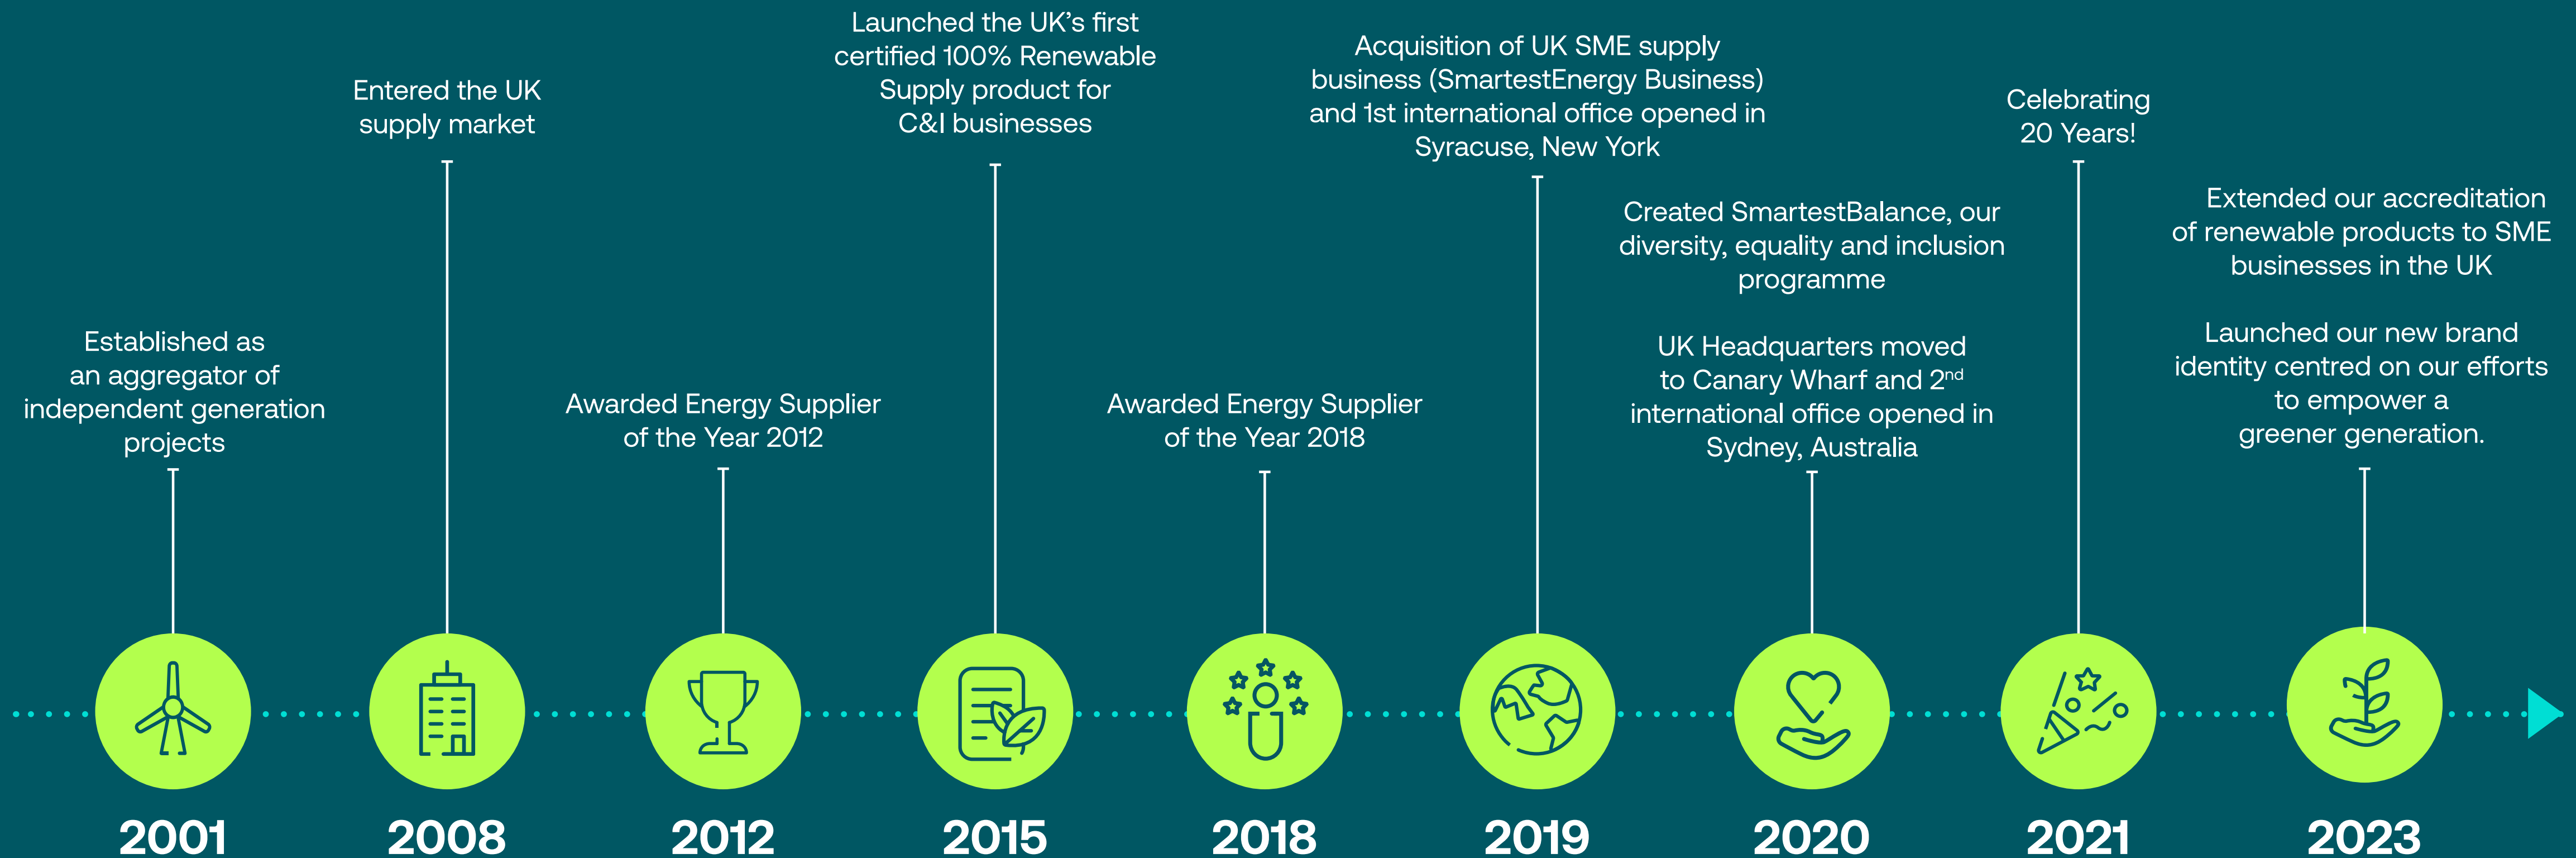 Established as
an aggregator of
independent generation
projects
2001
Entered the UK
supply market
2008
Awarded Energy Supplier
of the Year 2012
2012
Launched the UK’s first
certified 100% Renewable
Supply product for
C&I businesses
2015
Awarded Energy Supplier
of the Year 2018
2018
Acquisition of UK SME supply
business (SmartestEnergy Business)
and 1st international office opened in
Syracuse, New York
2019
Created SmartestBalance, our
diversity, equality and inclusion
programme
UK Headquarters moved
to Canary Wharf and 2nd
international office opened in
Sydney, Australia
2020
Celebrating
20 Years!
2021
Extended our accreditation
of renewable products to SME
businesses in the UK
Launched our new brand
identity centred on our efforts
to empower a
greener generation.
2023